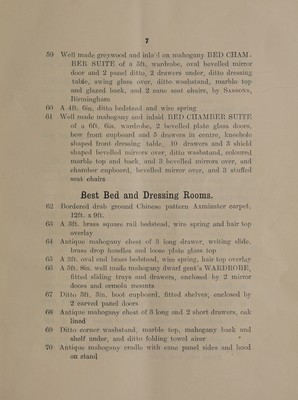 7
59 Well made greywood and inla'd on mahogany BED CHAM-
BER SUITE of a 5ft. wardrobe, oval bevelled mirror
door and 2 panel ditto, 2 drawers under, ditto dressing
table, swing glass over, ditto washstand, marble top
and glazed back, and 2 cane seat chairs, by SASSONS,
Birmingham
60 A 4ft. 6in. ditto bedstead and wire spring
61 Well made mahogany and inlaid BED CHAMBER SUITE
of a 6ft. 6in. wardrobe, 2 bevelled plate glass doors,
bow front cupboard and 5 drawers in centre, kneehole
shaped front dressing table, 10 drawers and 3 shield
shaped bevelled mirrors over, ditto washstand, coloured
marble top and back, and 3 bevelled mirrors over, and
chamber cupboard, bevelled mirror over, and 3 stuffed
seat chairs
Best Bed and Dressing Rooms.
62 Bordered drab ground Chinese pattern Axminster carpet,
12ft. x 9ft.
63 A 3ft. brass square rail bedstead, wire spring and hair top
overlay
64 Antique mahogany chest of 3 long drawer, writing slide,
brass drop handles and loose plate glass top
65 A 3ft. oval end brass bedstead, wire spring, hair top overlay
66 A 5ft. 8in. well made mahogany dwarf gent's WARDROBE,
fitted sliding trays and drawers, enclosed by 2 mirror
doors and ormolu mounts
67 Ditto 5ft. 3in. boot cupboard, fitted shelves, enclosed by
2 carved panel doors
68 Antique mahogany chest of 3 long and 2 short drawers, oak
lined
69 Ditto corner washstand, marble top, mahogany back and
shelf under, and ditto folding towel airer
70 Antique mahogany cradle with cane panel sides and hood
on stand